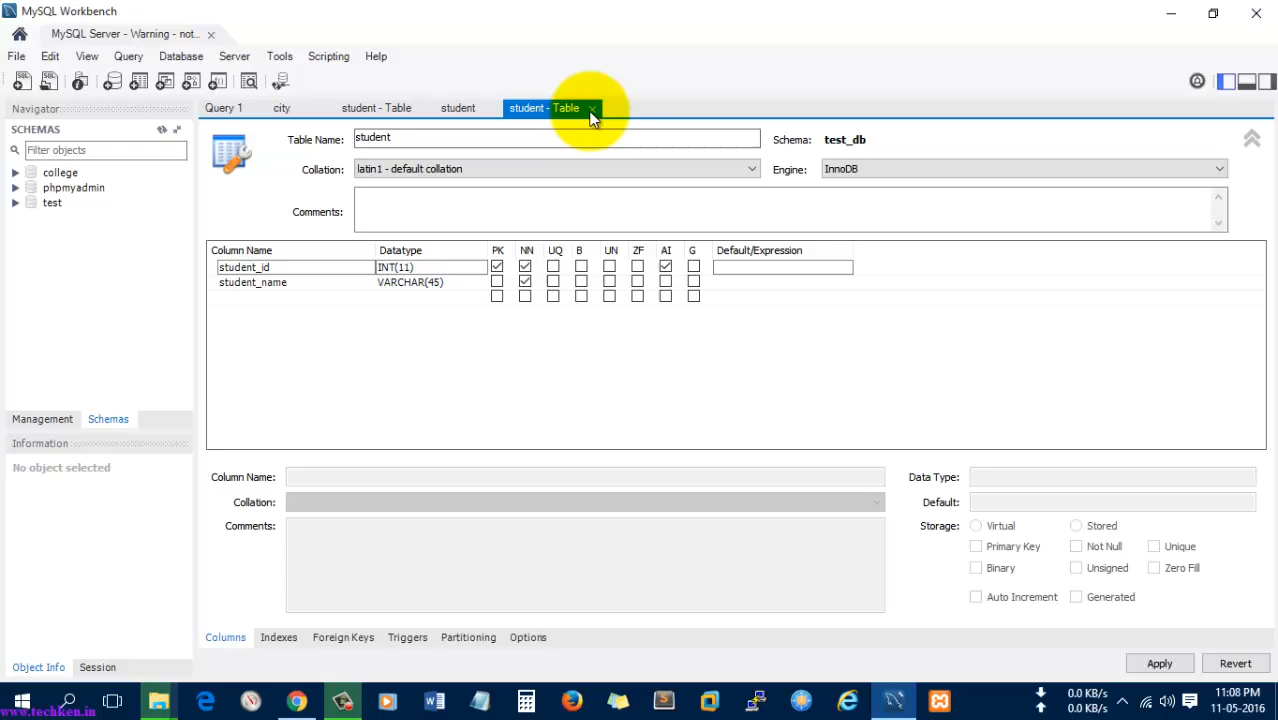 MySQL Workbench
MySQL Server - Warning - not...
File Edit View Query Database Server Tools Scripting Help
Navigator:
Query 1 city student - Table student student - Table
SCHEMAS
Filter objects
college
phpmyadmin
test
Table Name: student Schema: test_db
Collation: latin1 - default collation Engine: InnoDB
Comments:
Column Name Datatype PK NN UQ B UN ZF AI G Default/Expression
student_id INT(11)
student_name VARCHAR(45)
Management Schemas
Information
No object selected
Column Name: Data Type:
Collation: Default:
Comments: Storage: Virtual Stored
Primary Key Not Null Unique
Binary Unsigned Zero Fill
Auto Increment Generated
Columns Indexes Foreign Keys Triggers Partitioning Options
Object Info Session
Apply Revert
0.0 KB/s 11:08 PM
0.0 KB/s 11-05-2016
www.techken.in